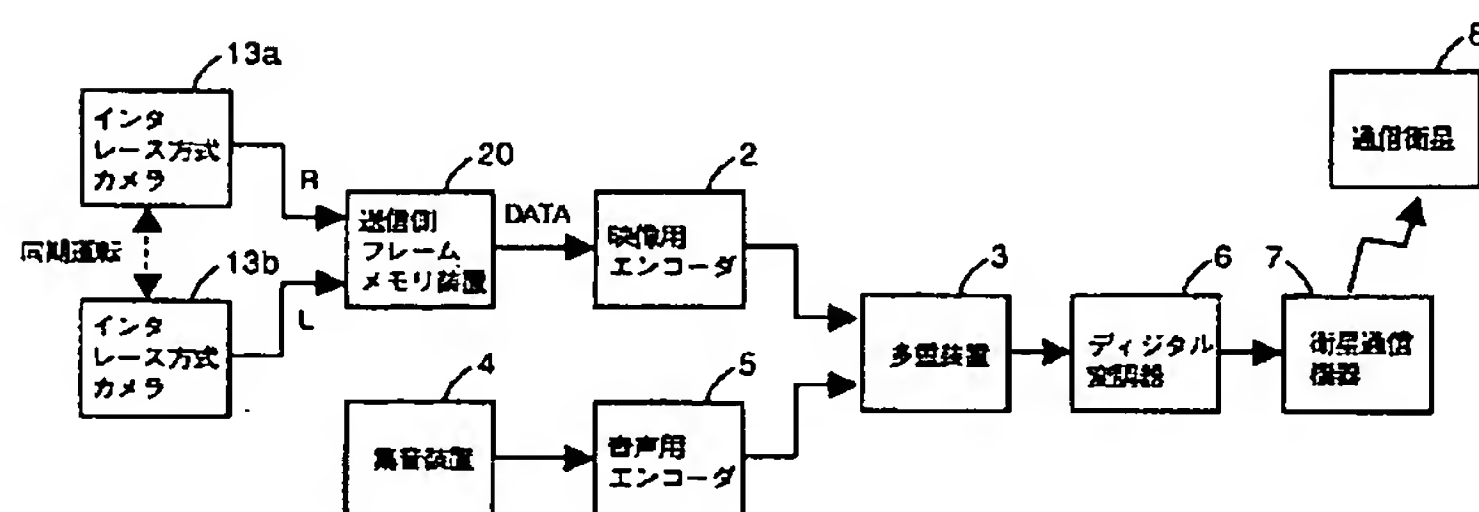 13a
インタ
レース方式
カメラ
R
同期運転
13b
インタ
レース方式
カメラ
L
20
送信側
フレーム
メモリ装置
DATA
2
映像用
エンコーダ
4
集音装置
5
音声用
エンコーダ
3
多重装置
6
ディジタル
変調器
7
衛星通信
機器
8
通信衛星